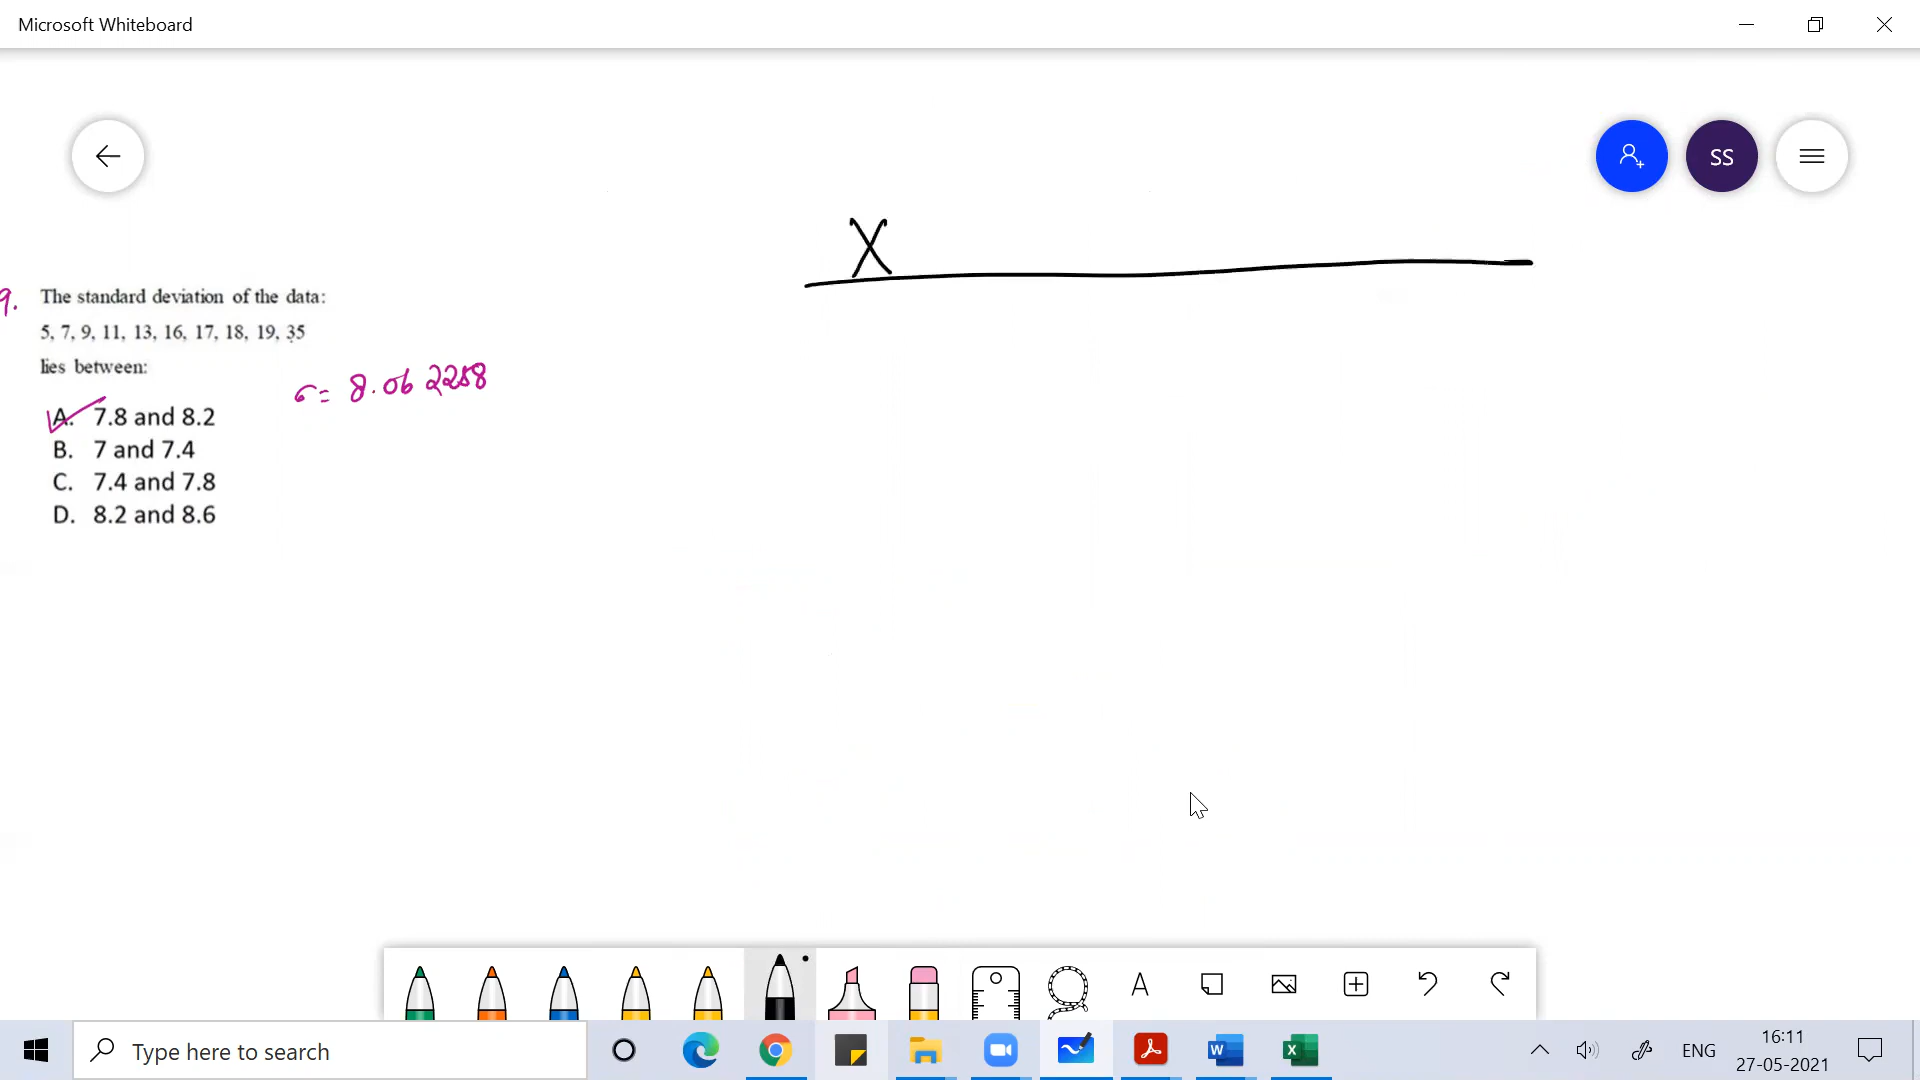 Microsoft Whiteboard
SS
X
9. The standard deviation of the data:
5, 7, 9, 11, 13, 16, 17, 18, 19, 35
lies between:
σ = 8.062258
A. 7.8 and 8.2
B. 7 and 7.4
C. 7.4 and 7.8
D. 8.2 and 8.6
A
Type here to search
W
X
ENG
16:11
27-05-2021